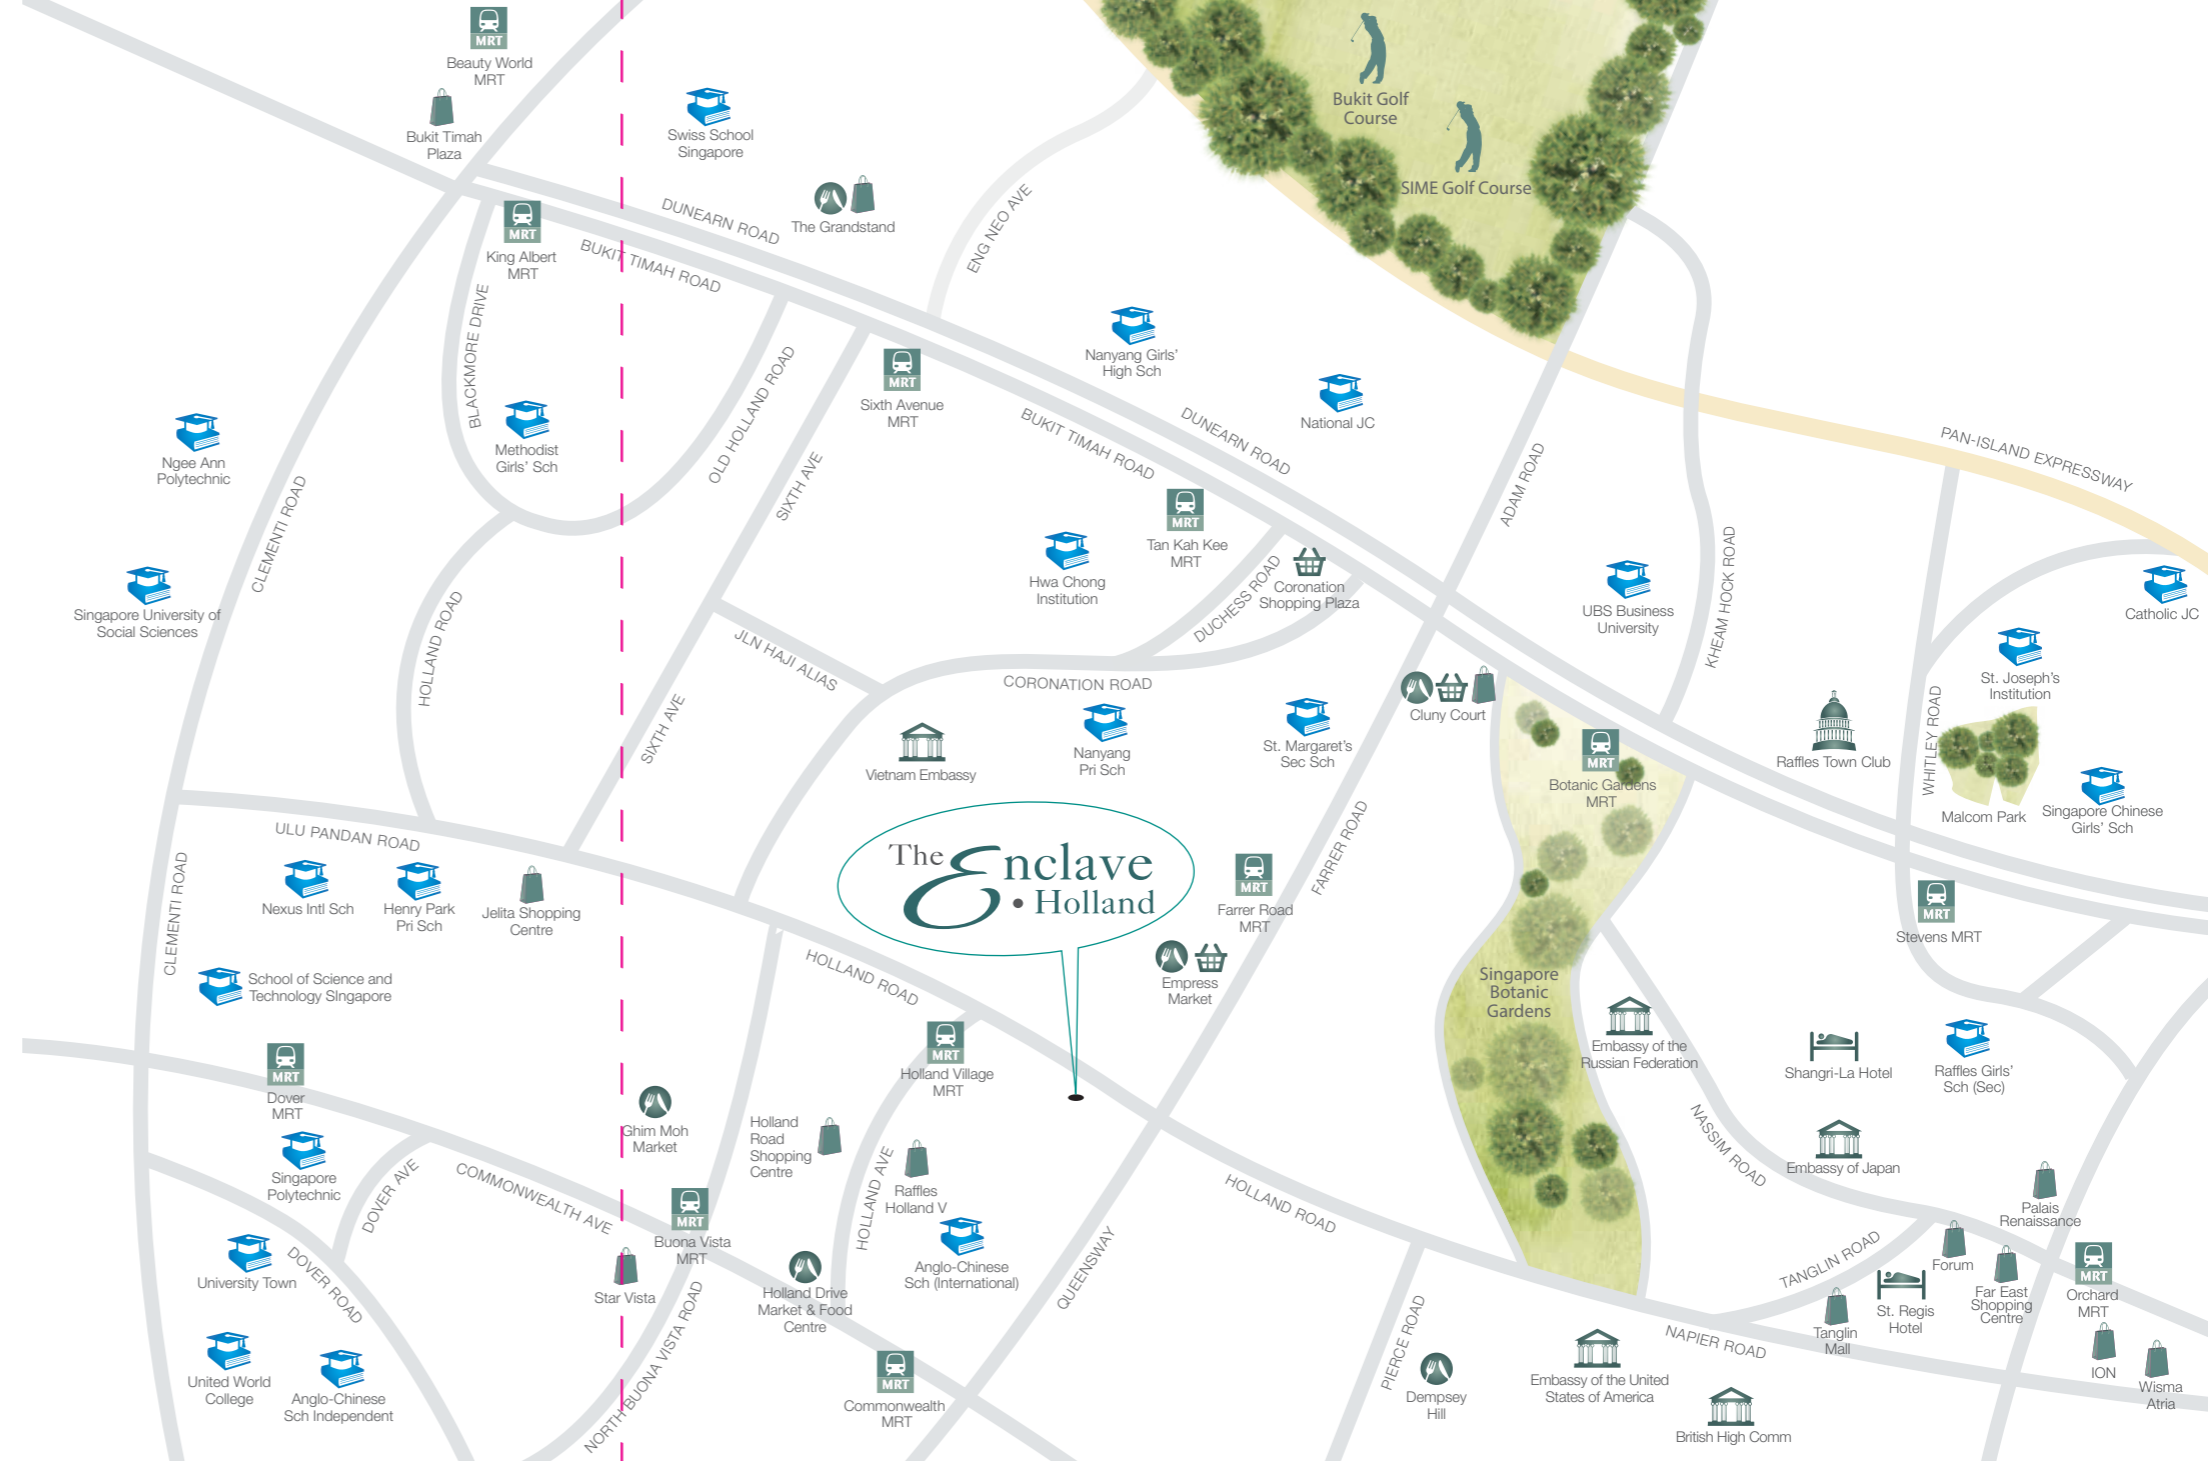 MRT
Beauty World
MRT
Bukit Timah
Plaza
Swiss School
Singapore
The Grandstand
DUNEARN ROAD
BUKIT TIMAH ROAD
MRT
King Albert
MRT
BLACKMORE DRIVE
ENG NEO AVE
Bukit Golf
Course
SIME Golf Course
Nanyang Girls'
High Sch
National JC
MRT
Sixth Avenue
MRT
OLD HOLLAND ROAD
SIXTH AVE
Methodist
Girls' Sch
Ngee Ann
Polytechnic
CLEMENTI ROAD
BUKIT TIMAH ROAD
DUNEARN ROAD
ADAM ROAD
PAN-ISLAND EXPRESSWAY
MRT
Tan Kah Kee
MRT
Hwa Chong
Institution
DUCHESS ROAD
Coronation
Shopping Plaza
UBS Business
University
KHEAM HOCK ROAD
Catholic JC
St. Joseph's
Institution
Singapore University of
Social Sciences
HOLLAND ROAD
JLN HAJI ALIAS
CORONATION ROAD
SIXTH AVE
Vietnam Embassy
Nanyang
Pri Sch
St. Margaret's
Sec Sch
Cluny Court
MRT
Botanic Gardens
MRT
Raffles Town Club
WHITLEY ROAD
Malcom Park
Singapore Chinese
Girls' Sch
ULU PANDAN ROAD
Nexus Intl Sch
Henry Park
Pri Sch
Jelita Shopping
Centre
The Enclave
• Holland
MRT
Farrer Road
MRT
FARRER ROAD
MRT
Stevens MRT
CLEMENTI ROAD
School of Science and
Technology SIngapore
HOLLAND ROAD
Empress
Market
Singapore
Botanic
Gardens
Embassy of the
Russian Federation
Shangri-La Hotel
Raffles Girls'
Sch (Sec)
MRT
Dover
MRT
MRT
Holland Village
MRT
Ghim Moh
Market
Holland
Road
Shopping
Centre
HOLLAND AVE
Raffles
Holland V
NASSIM ROAD
Embassy of Japan
Singapore
Polytechnic
DOVER AVE
COMMONWEALTH AVE
MRT
Buona Vista
MRT
Anglo-Chinese
Sch (International)
QUEENSWAY
HOLLAND ROAD
Palais
Renaissance
TANGLIN ROAD
Forum
University Town
DOVER ROAD
Star Vista
Holland Drive
Market & Food
Centre
St. Regis
Hotel
Far East
Shopping
Centre
MRT
Orchard
MRT
Tanglin
Mall
NAPIER ROAD
PIERCE ROAD
NORTH BUONA VISTA ROAD
United World
College
Anglo-Chinese
Sch Independent
MRT
Commonwealth
MRT
Dempsey
Hill
Embassy of the United
States of America
British High Comm
ION
Wisma
Atria